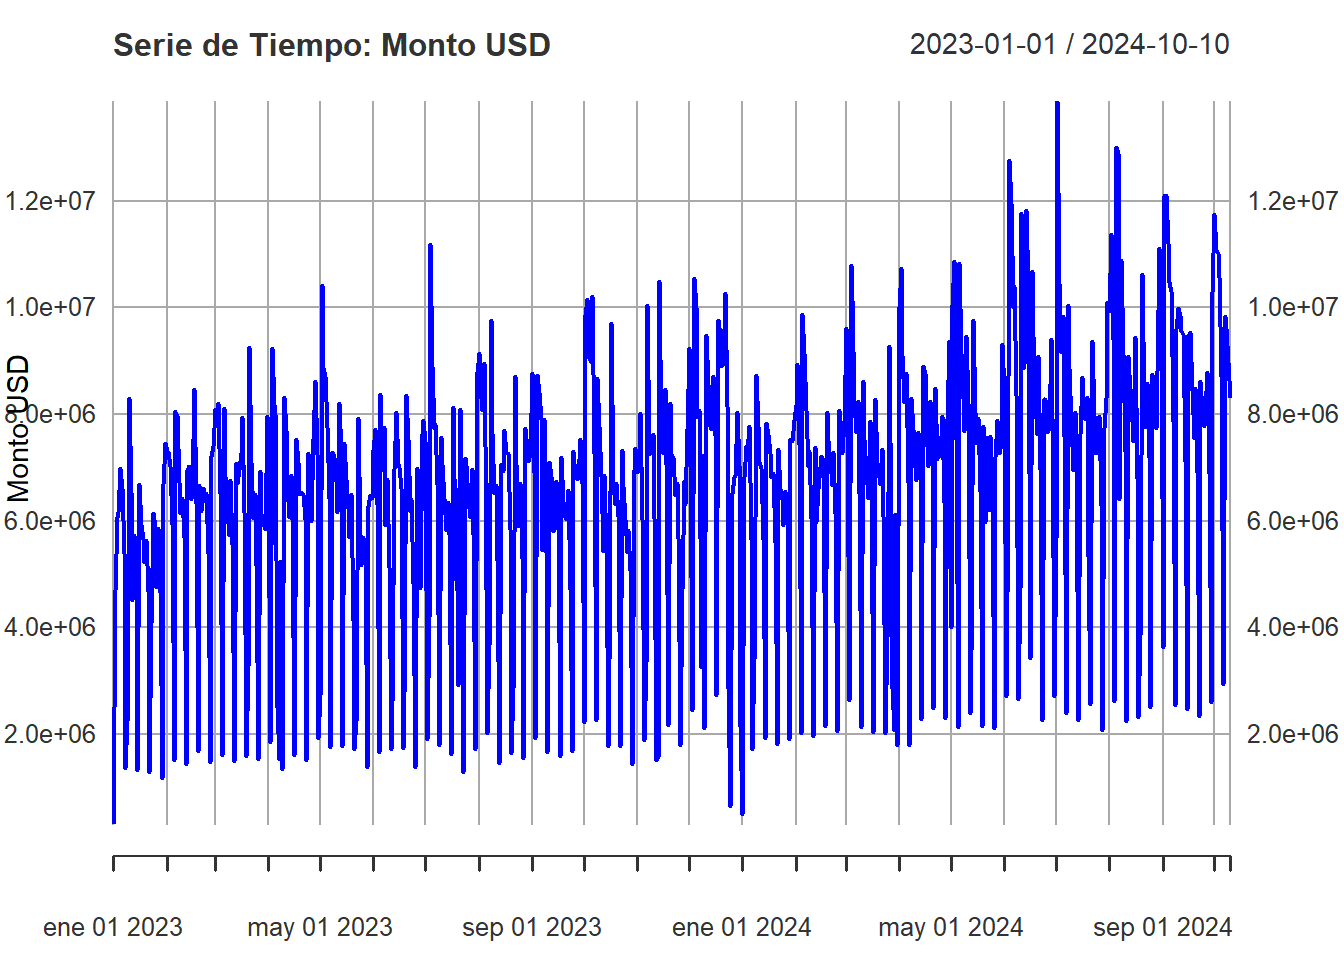 Serie de Tiempo: Monto USD
2023-01-01 / 2024-10-10
Monto USD
1.2e+07
1.0e+07
8.0e+06
6.0e+06
4.0e+06
2.0e+06
1.2e+07
1.0e+07
8.0e+06
6.0e+06
4.0e+06
2.0e+06
ene 01 2023
may 01 2023
sep 01 2023
ene 01 2024
may 01 2024
sep 01 2024